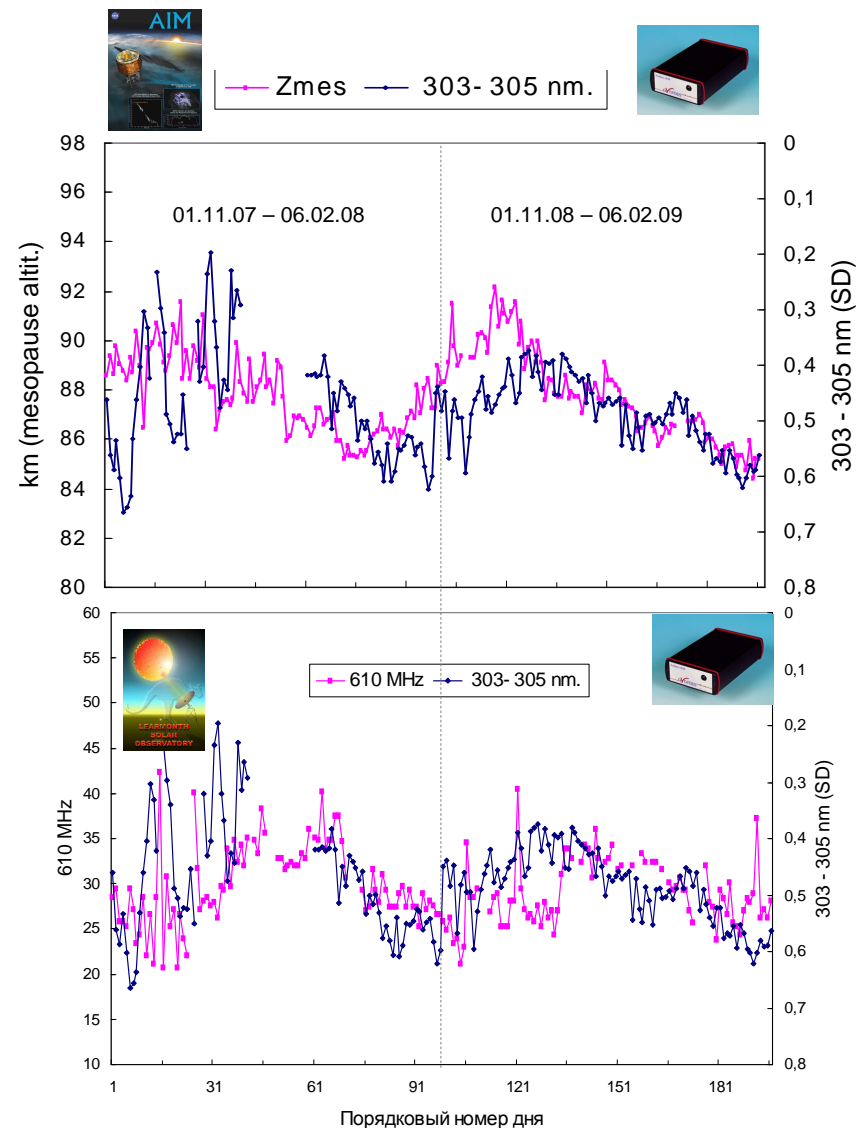 AIM
Zmes 303- 305 nm.
98
96
94
92
90
88
86
84
82
80
km (mesopause altit.)
01.11.07 – 06.02.08
01.11.08 – 06.02.09
0
0,1
0,2
0,3
0,4
0,5
0,6
0,7
0,8
303 - 305 nm (SD)
60
55
50
45
40
35
30
25
20
15
10
610 MHz
LEARMONTH
SOLAR
OBSERVATORY
610 MHz 303- 305 nm.
0
0,1
0,2
0,3
0,4
0,5
0,6
0,7
0,8
303 - 305 nm (SD)
1 31 61 91 121 151 181
Порядковый номер дня